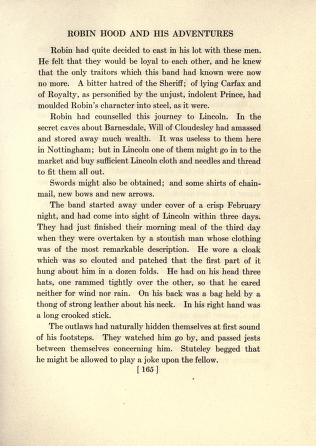 ROBIN HOOD AND HIS ADVENTURES
Robin had quite decided to cast in his lot with these men.
He felt that they would be loyal to each other, and he knew
that the only traitors which this band had known were now
no more. A bitter hatred of the Sheriff; of lying Carfax and
of Royalty, as personified by the unjust, indolent Prince, had
moulded Robin's character into steel, as it were.
Robin had counselled this journey to Lincoln. In the
secret caves about Barnesdale, Will of Cloudesley had amassed
and stored away much wealth. It was useless to them here
in Nottingham; but in Lincoln one of them might go in to the
market and buy sufficient Lincoln cloth and needles and thread
to fit them all out.
Swords might also be obtained; and some shirts of chain-
mail, new bows and new arrows.
The band started away under cover of a crisp February
night, and had come into sight of Lincoln within three days.
They had just finished their morning meal of the third day
when they were overtaken by a stoutish man whose clothing
was of the most remarkable description. He wore a cloak
which was so clouted and patched that the first part of it
hung about him in a dozen folds. He had on his head three
hats, one rammed tightly over the other, so that he cared
neither for wind nor rain. On his back was a bag held by a
thong of strong leather about his neck. In his right hand was
a long crooked stick.
The outlaws had naturally hidden themselves at first sound
of his footsteps. They watched him go by, and passed jests
between themselves concerning him. Stuteley begged that
he might be allowed to play a joke upon the fellow.
[ 165 ]